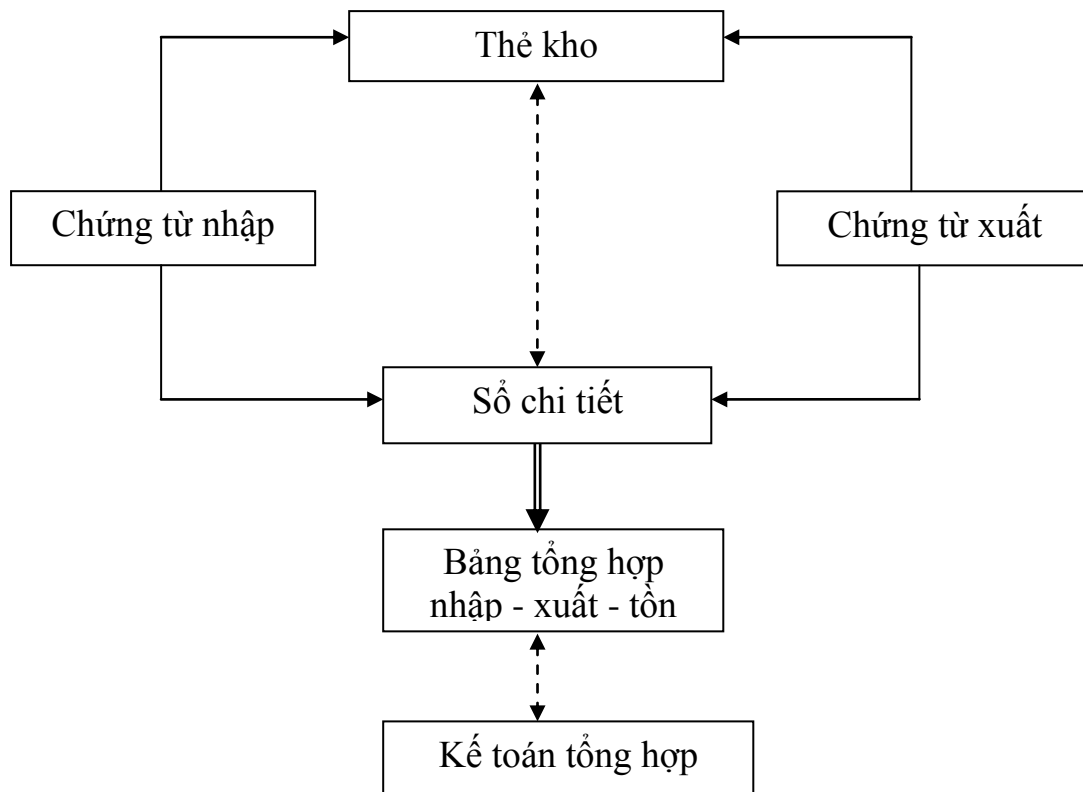 Thẻ kho
Chứng từ nhập
Chứng từ xuất
Sổ chi tiết
Bảng tổng hợp
nhập - xuất - tồn
Kế toán tổng hợp